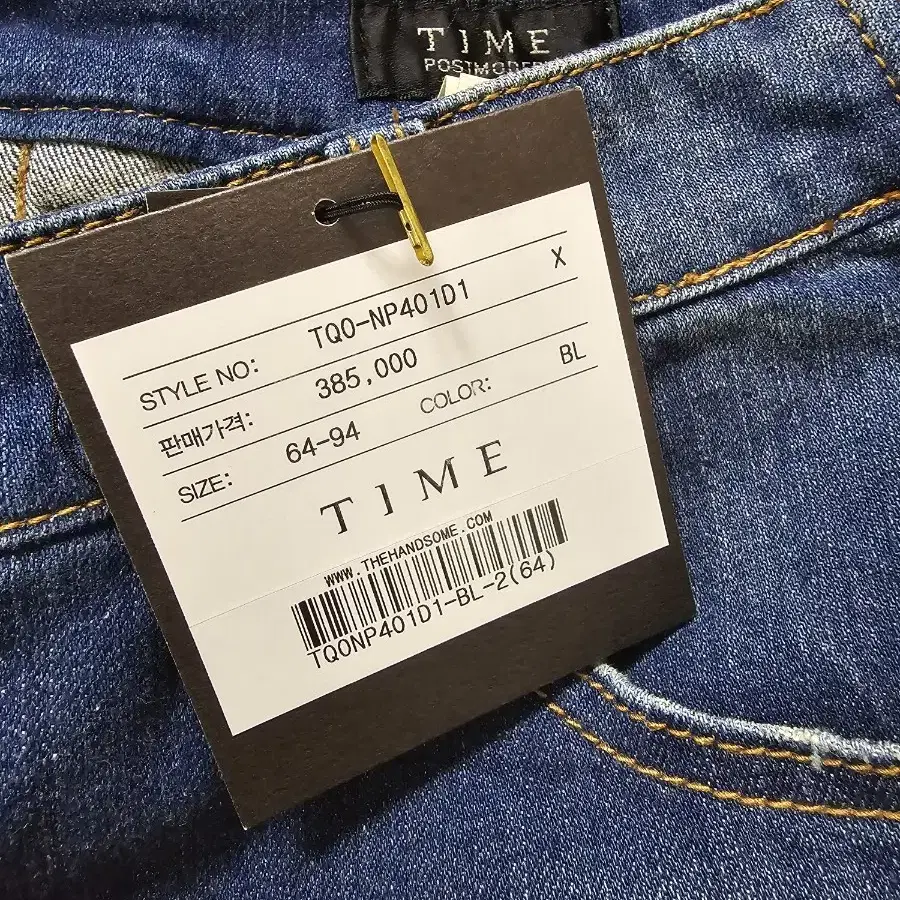 TIME
X
STYLE NO: TQ0-NP401D1
판매가격: 385,000
SIZE: 64-94 COLOR: BL
TIME
WWW.THEHANDSOME.COM
TQ0NP401D1-BL-2(64)